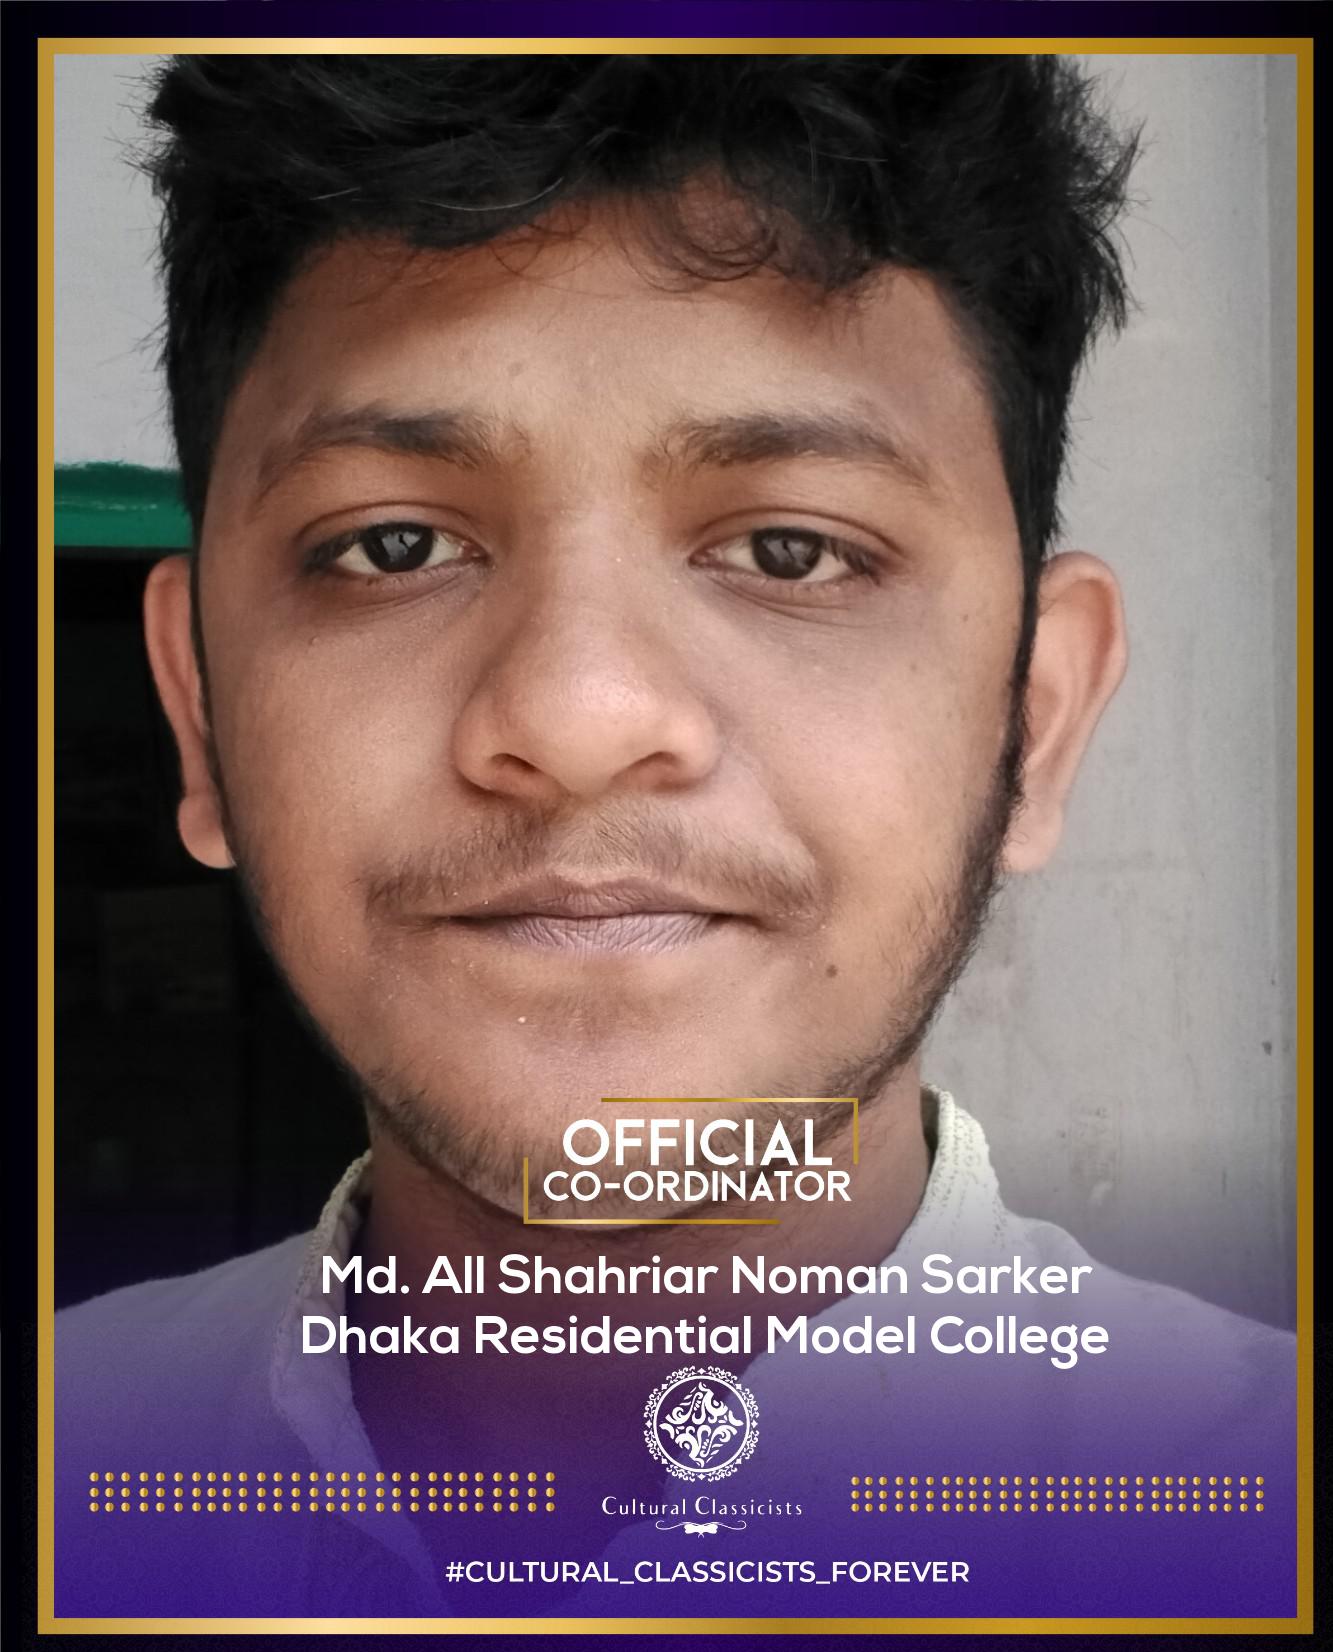 OFFICIAL
CO-ORDINATOR
Md. All Shahriar Noman Sarker
Dhaka Residential Model College
Cultural Classicists
#CULTURAL_CLASSICISTS_FOREVER